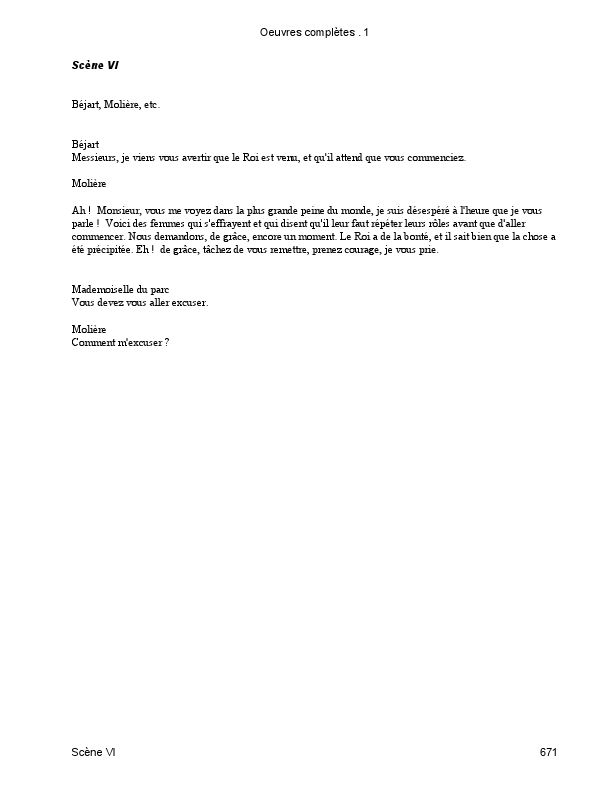 Oeuvres complètes . 1
Scène VI
Béjart, Molière, etc.
Béjart
Messieurs, je viens vous avertir que le Roi est venu, et qu'il attend que vous commenciez.
Molière
Ah !  Monsieur, vous me voyez dans la plus grande peine du monde, je suis désespéré à l'heure que je vous
parle !  Voici des femmes qui s'effrayent et qui disent qu'il leur faut répéter leurs rôles avant que d'aller
commencer. Nous demandons, de grâce, encore un moment. Le Roi a de la bonté, et il sait bien que la chose a
été précipitée. Eh !  de grâce, tâchez de vous remettre, prenez courage, je vous prie.
Mademoiselle du parc
Vous devez vous aller excuser.
Molière
Comment m'excuser ?
Scène VI
671